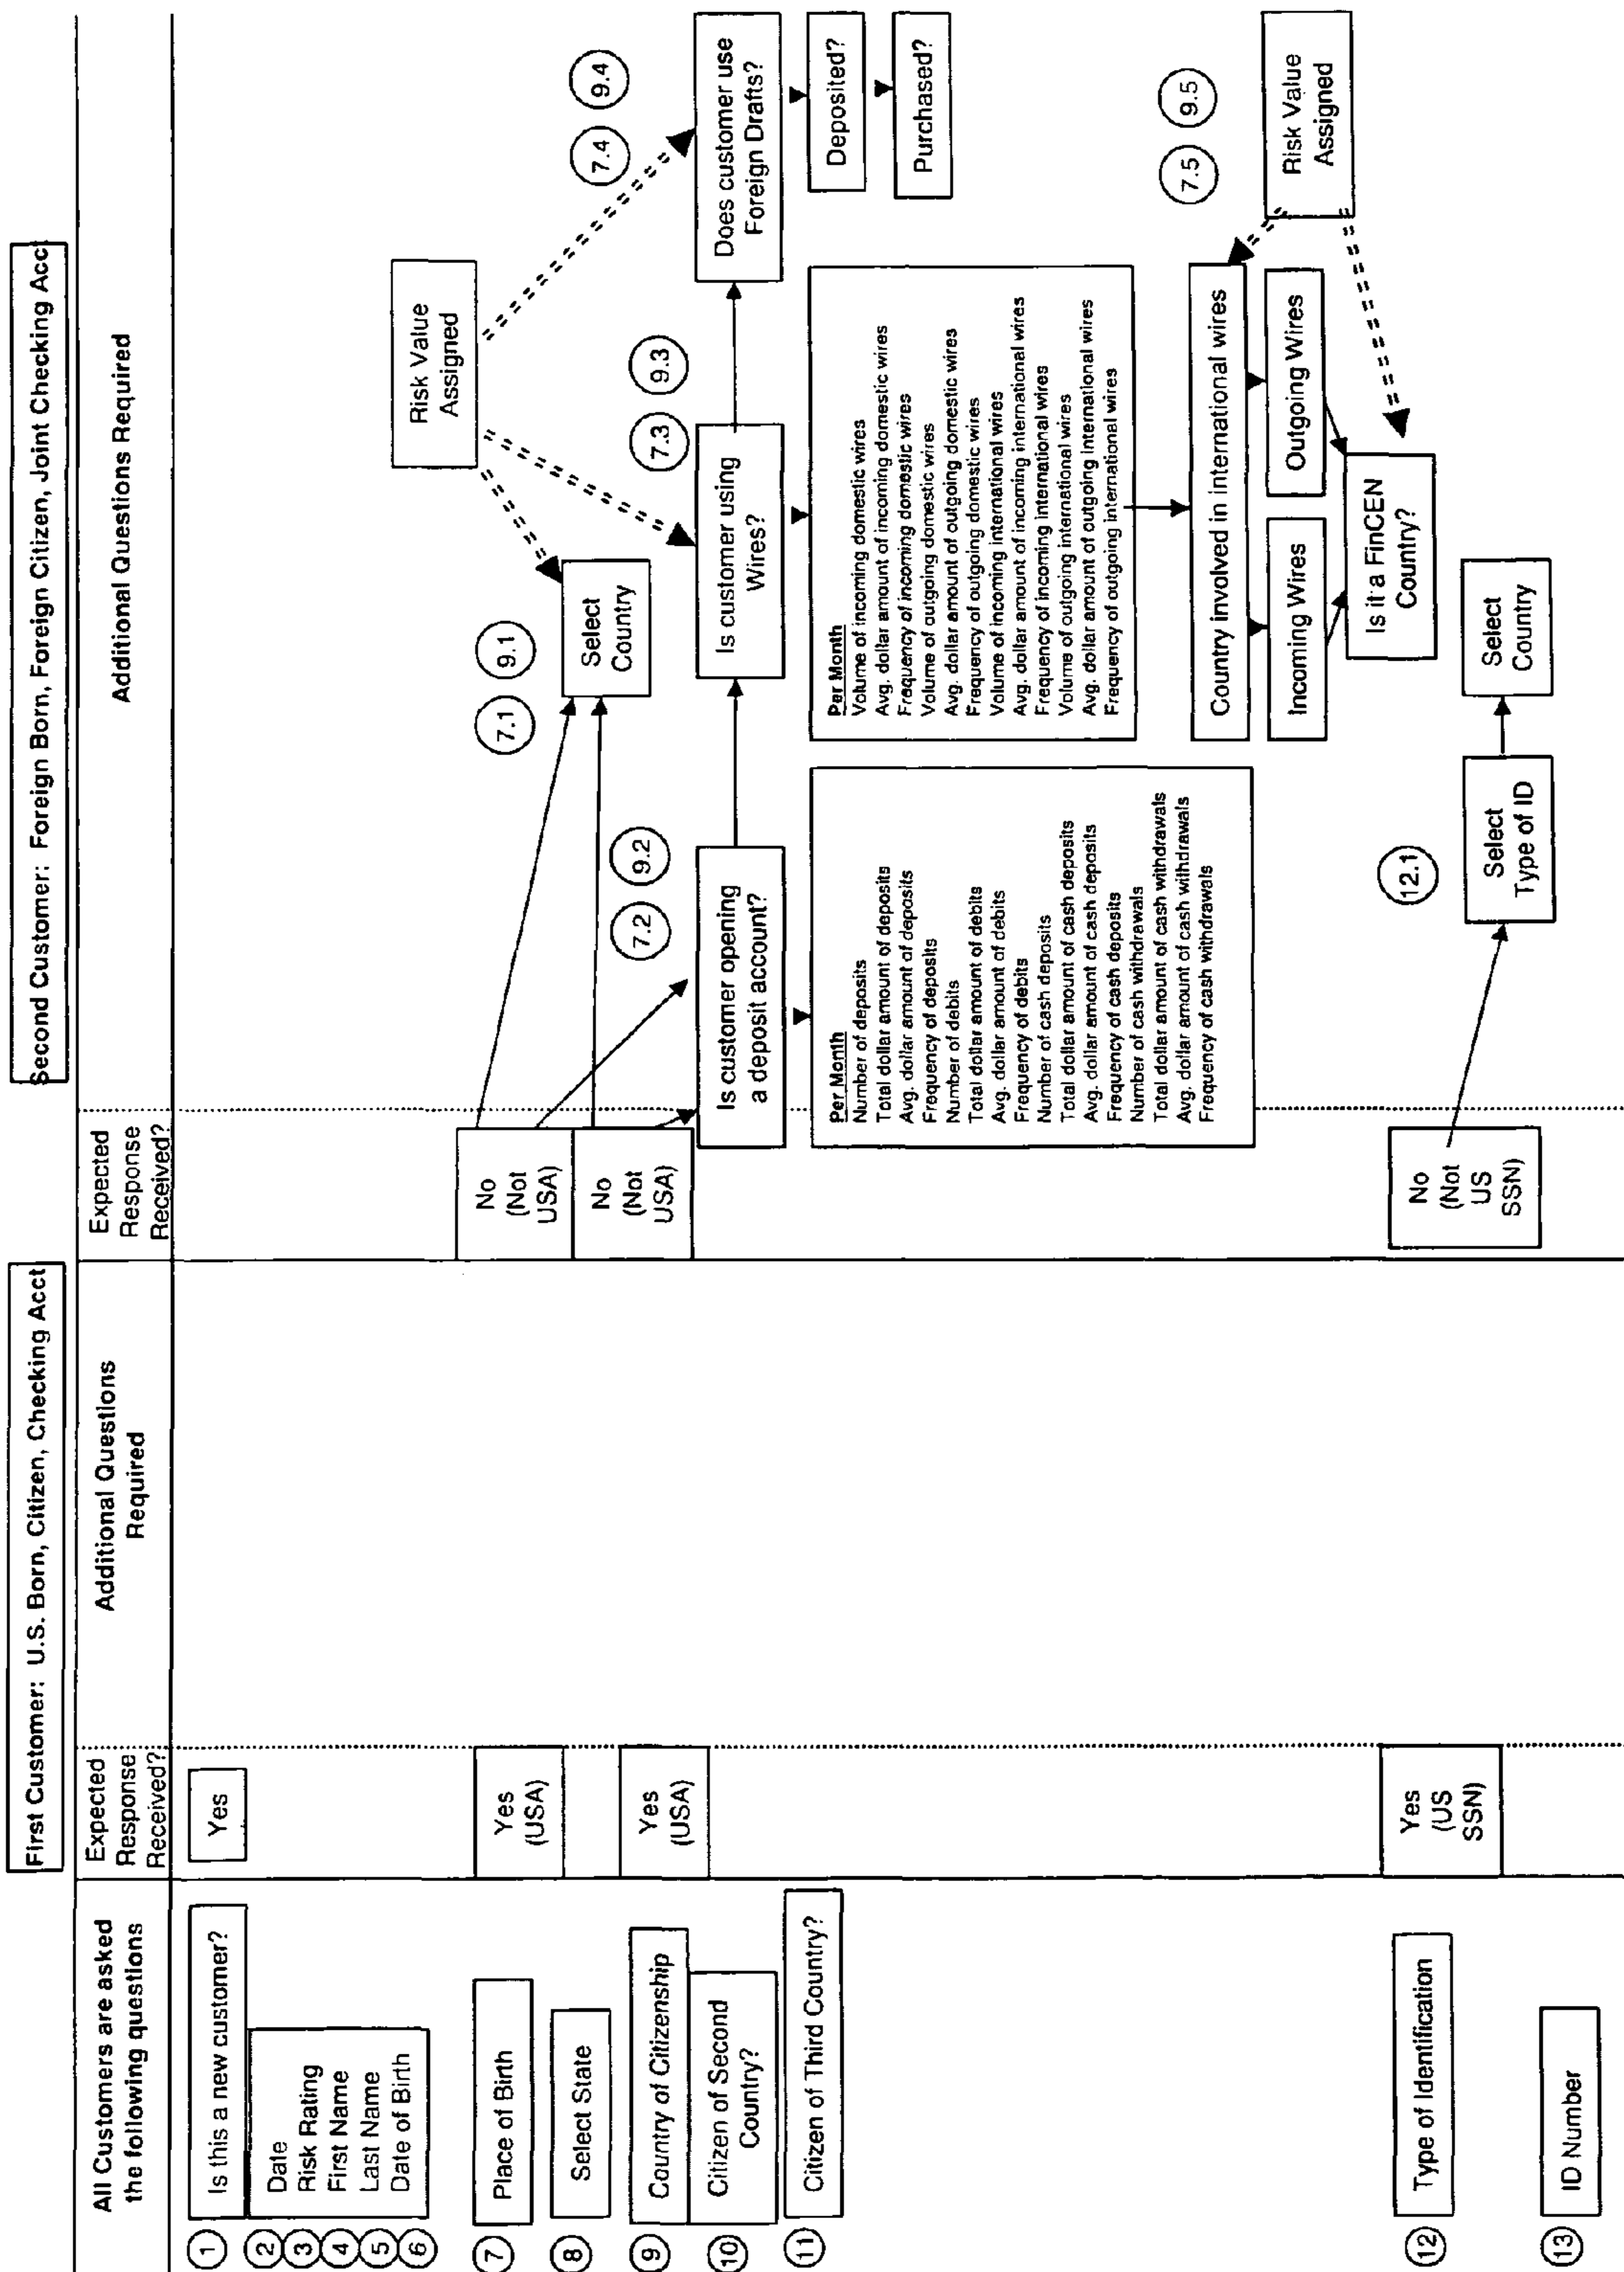 First Customer: U.S. Born, Citizen, Checking Acct
Second Customer: Foreign Born, Foreign Citizen, Joint Checking Acct
All Customers are asked
the following questions
Expected
Response
Received?
Additional Questions
Required
Expected
Response
Received?
Additional Questions Required
1
Is this a new customer?
Yes
2
Date
3
Risk Rating
4
First Name
5
Last Name
6
Date of Birth
7
Place of Birth
Yes
(USA)
8
Select State
9
Country of Citizenship
Yes
(USA)
10
Citizen of Second
Country?
11
Citizen of Third Country?
12
Type of Identification
Yes
(US
SSN)
13
ID Number
No
(Not
USA)
No
(Not
USA)
Risk Value
Assigned
7.1
9.1
Select
Country
7.2
9.2
Is customer opening
a deposit account?
7.3
9.3
Is customer using
Wires?
7.4
9.4
Does customer use
Foreign Drafts?
Deposited?
Purchased?
Per Month
Number of deposits
Total dollar amount of deposits
Avg. dollar amount of deposits
Frequency of deposits
Number of debits
Total dollar amount of debits
Avg. dollar amount of debits
Frequency of debits
Number of cash deposits
Total dollar amount of cash deposits
Avg. dollar amount of cash deposits
Frequency of cash deposits
Number of cash withdrawals
Total dollar amount of cash withdrawals
Avg. dollar amount of cash withdrawals
Frequency of cash withdrawals
Per Month
Volume of incoming domestic wires
Avg. dollar amount of incoming domestic wires
Frequency of incoming domestic wires
Volume of outgoing domestic wires
Avg. dollar amount of outgoing domestic wires
Frequency of outgoing domestic wires
Volume of incoming international wires
Avg. dollar amount of incoming international wires
Frequency of incoming international wires
Volume of outgoing international wires
Avg. dollar amount of outgoing international wires
Frequency of outgoing international wires
7.5
9.5
Country involved in international wires
Incoming Wires
Outgoing Wires
Risk Value
Assigned
Is it a FinCEN
Country?
No
(Not
US
SSN)
12.1
Select
Type of ID
Select
Country